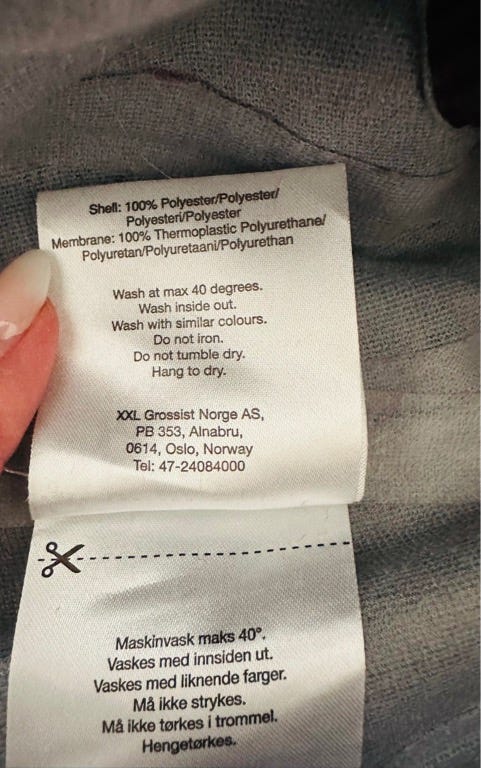 Shell: 100% Polyester/Polyester/
Polyesteri/Polyester
Membrane: 100% Thermoplastic Polyurethane/
Polyuretan/Polyuretaani/Polyurethan
Wash at max 40 degrees.
Wash inside out.
Wash with similar colours.
Do not iron.
Do not tumble dry.
Hang to dry.
XXL Grossist Norge AS,
PB 353, Alnabru,
0614, Oslo, Norway
Tel: 47-24084000
Maskinvask maks 40°.
Vaskes med innsiden ut.
Vaskes med liknende farger.
Må ikke strykes.
Må ikke tørkes i trommel.
Hengetørkes.